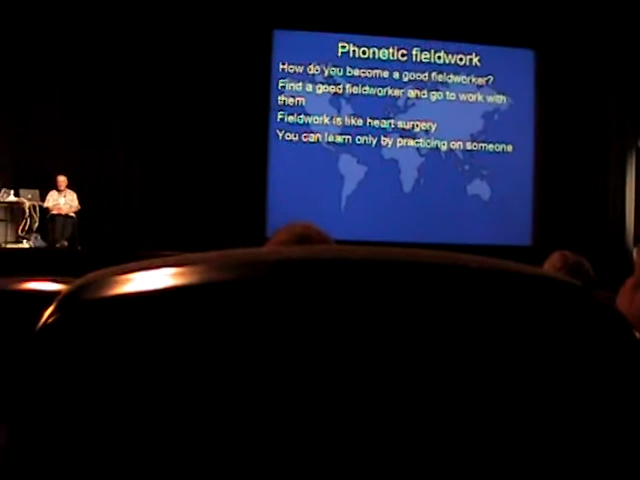 Phonetic fieldwork
How do you become a good fieldworker?
Find a good fieldworker and go to work with
them
Fieldwork is like heart surgery
You can learn only by practicing on someone